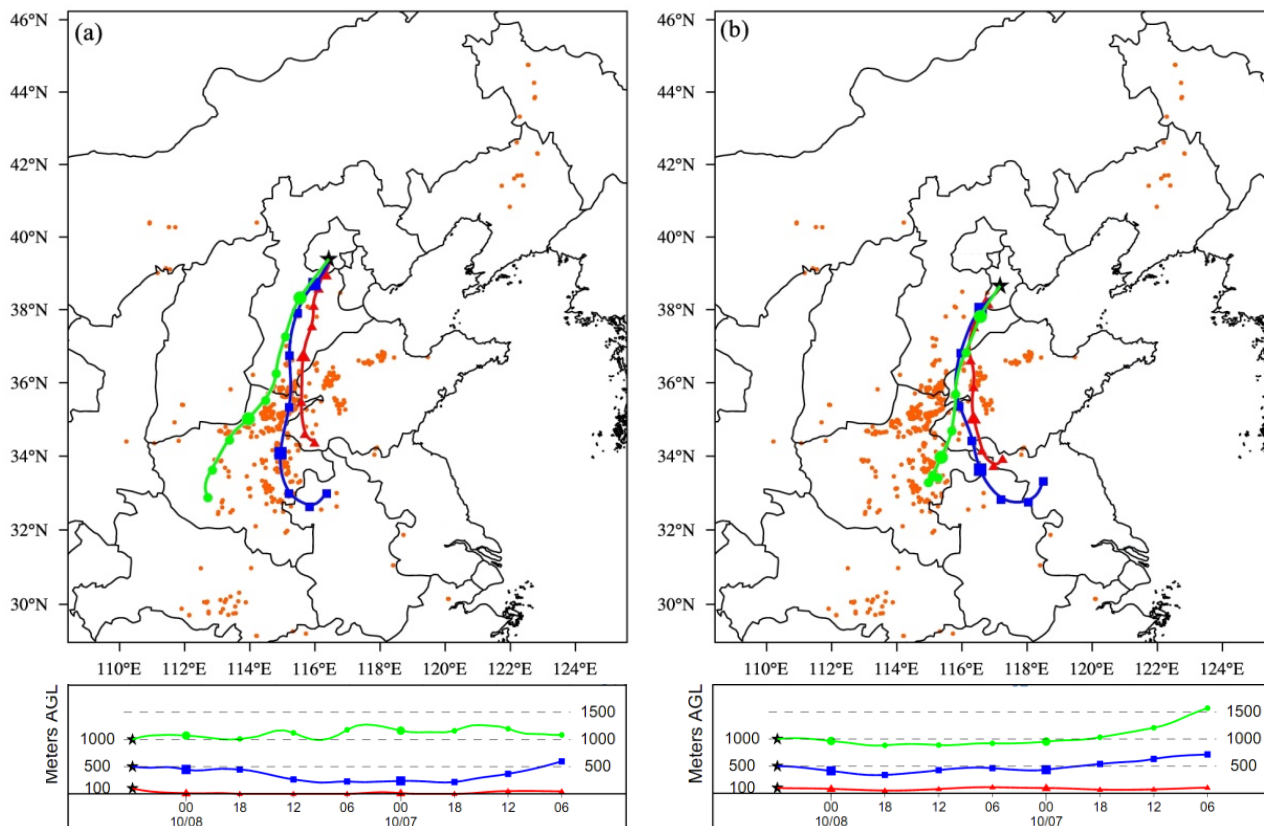 (a)
46°N
44°N
42°N
40°N
38°N
36°N
34°N
32°N
30°N
110°E 112°E 114°E 116°E 118°E 120°E 122°E 124°E
Meters AGL
1500
1000 1000
500 500
100
00 18 12 06 00 18 12 06
10/08 10/07
(b)
46°N
44°N
42°N
40°N
38°N
36°N
34°N
32°N
30°N
110°E 112°E 114°E 116°E 118°E 120°E 122°E 124°E
Meters AGL
1500
1000 1000
500 500
100
00 18 12 06 00 18 12 06
10/08 10/07